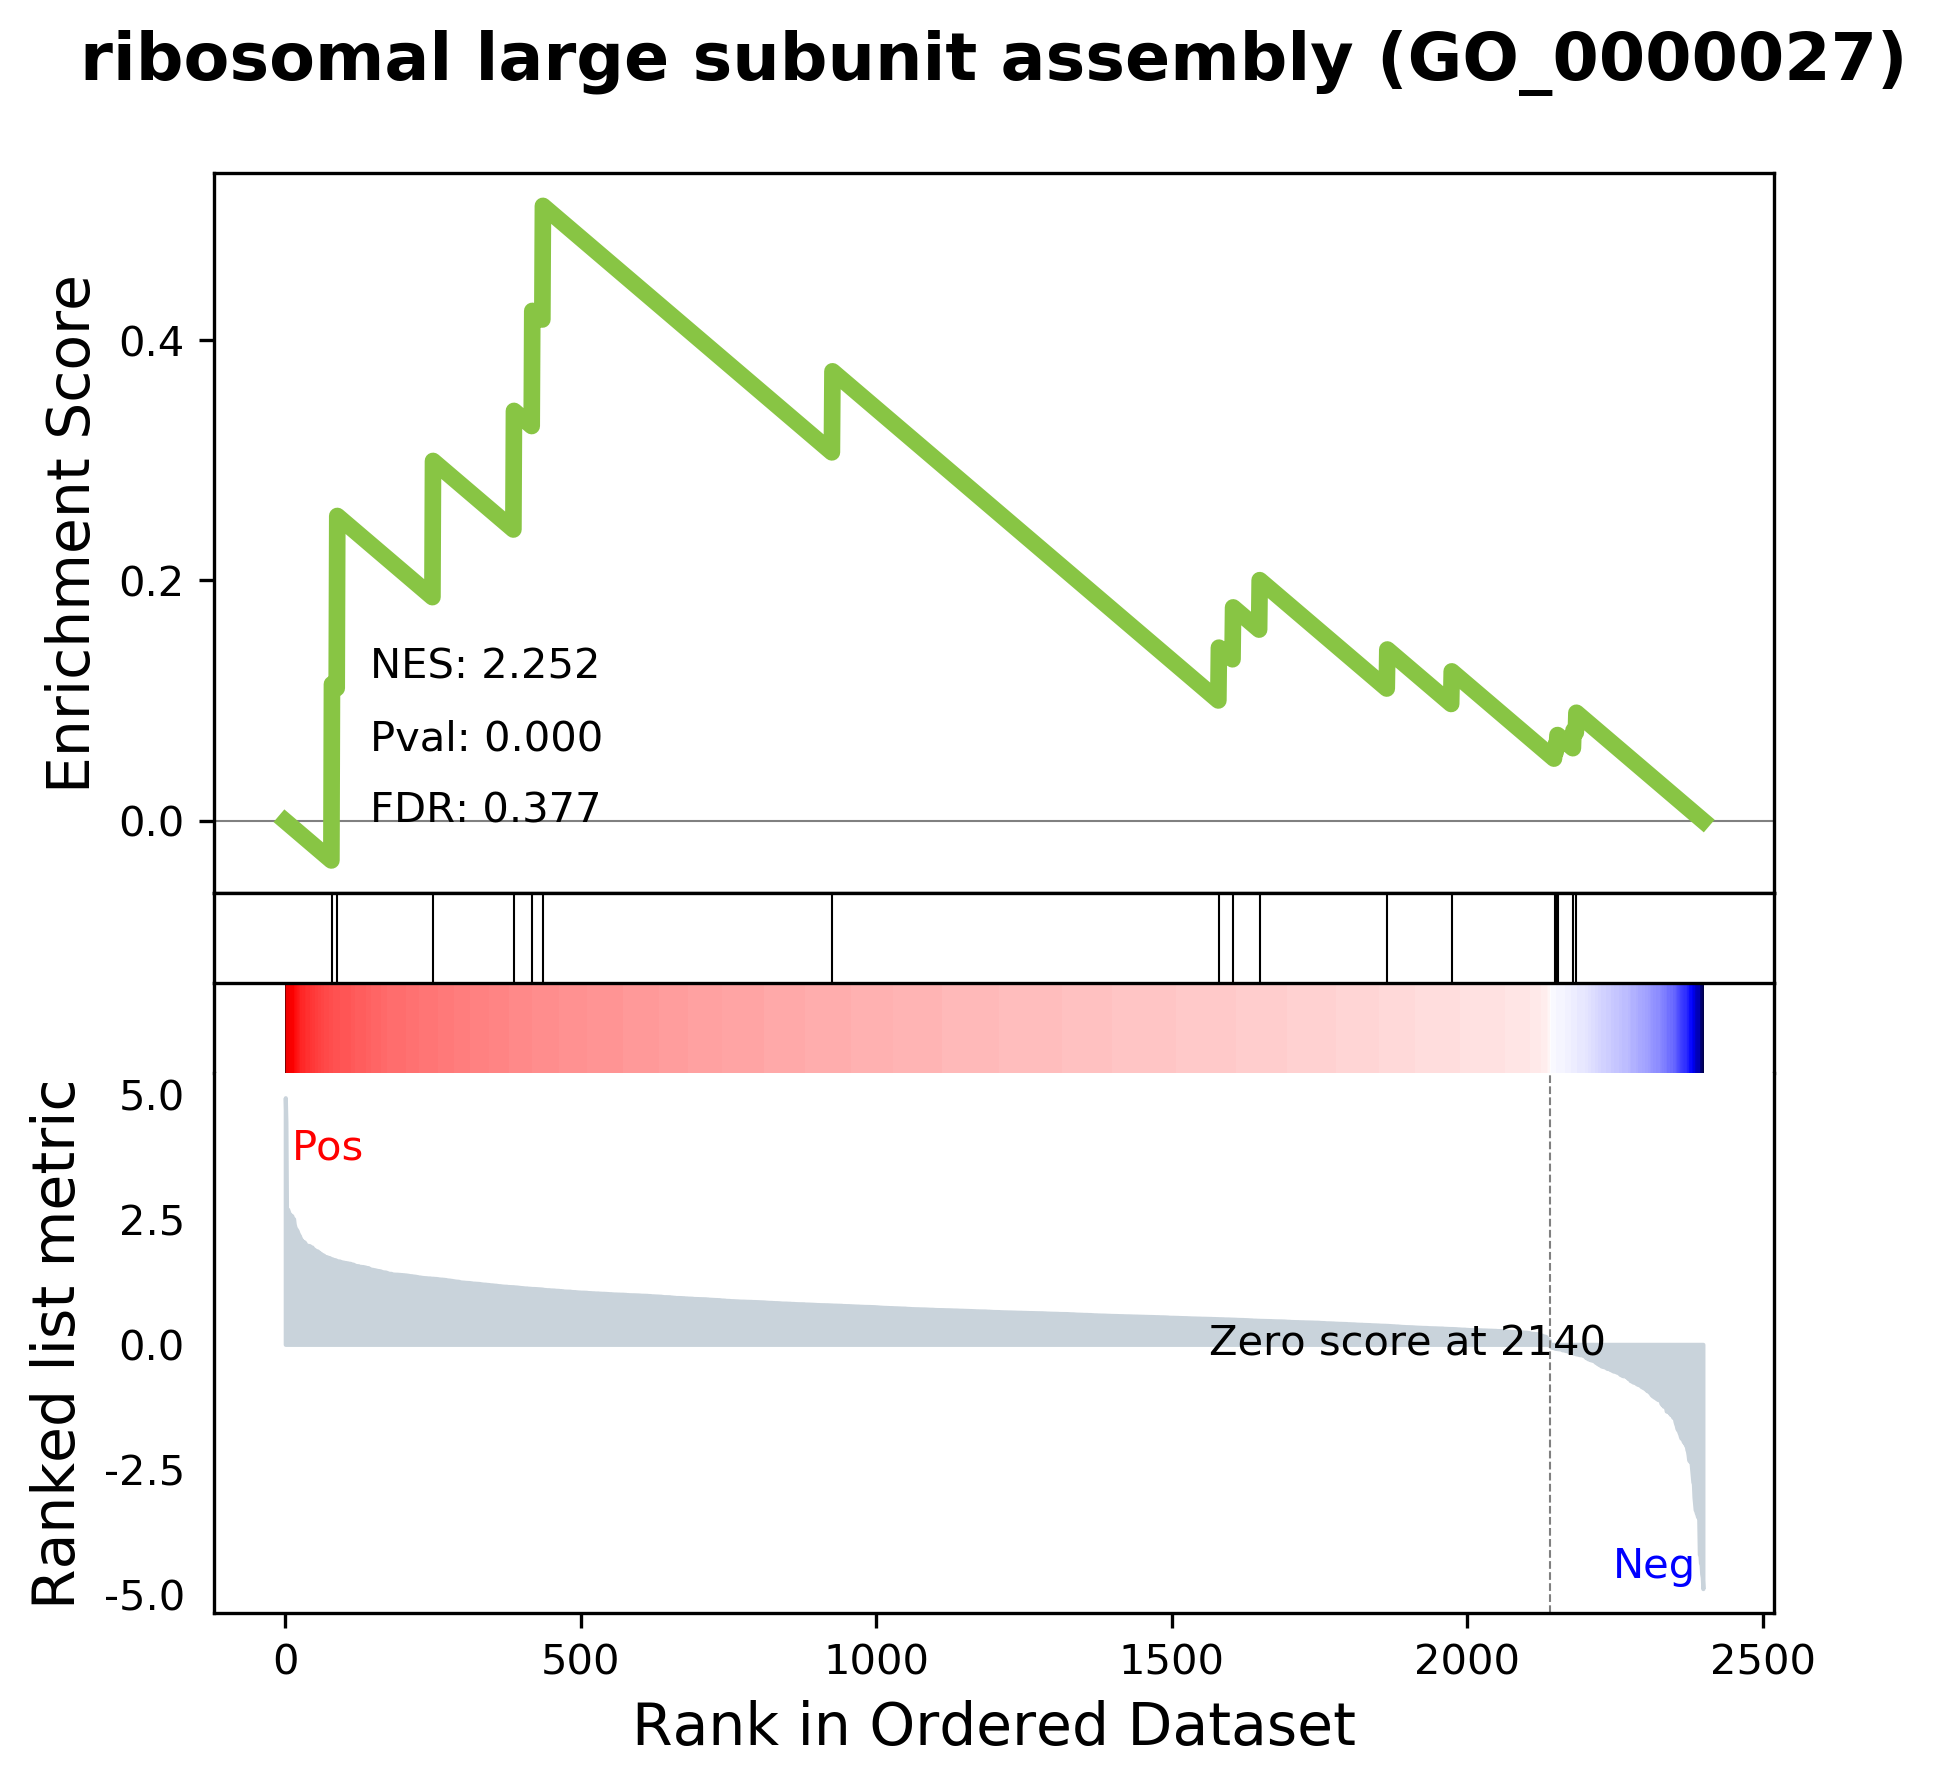 ribosomal large subunit assembly (GO_0000027)
Enrichment Score
0.4
0.2
0.0
NES: 2.252
Pval: 0.000
FDR: 0.377
Ranked list metric
5.0
2.5
0.0
-2.5
-5.0
Pos
Zero score at 2140
Neg
0 500 1000 1500 2000 2500
Rank in Ordered Dataset